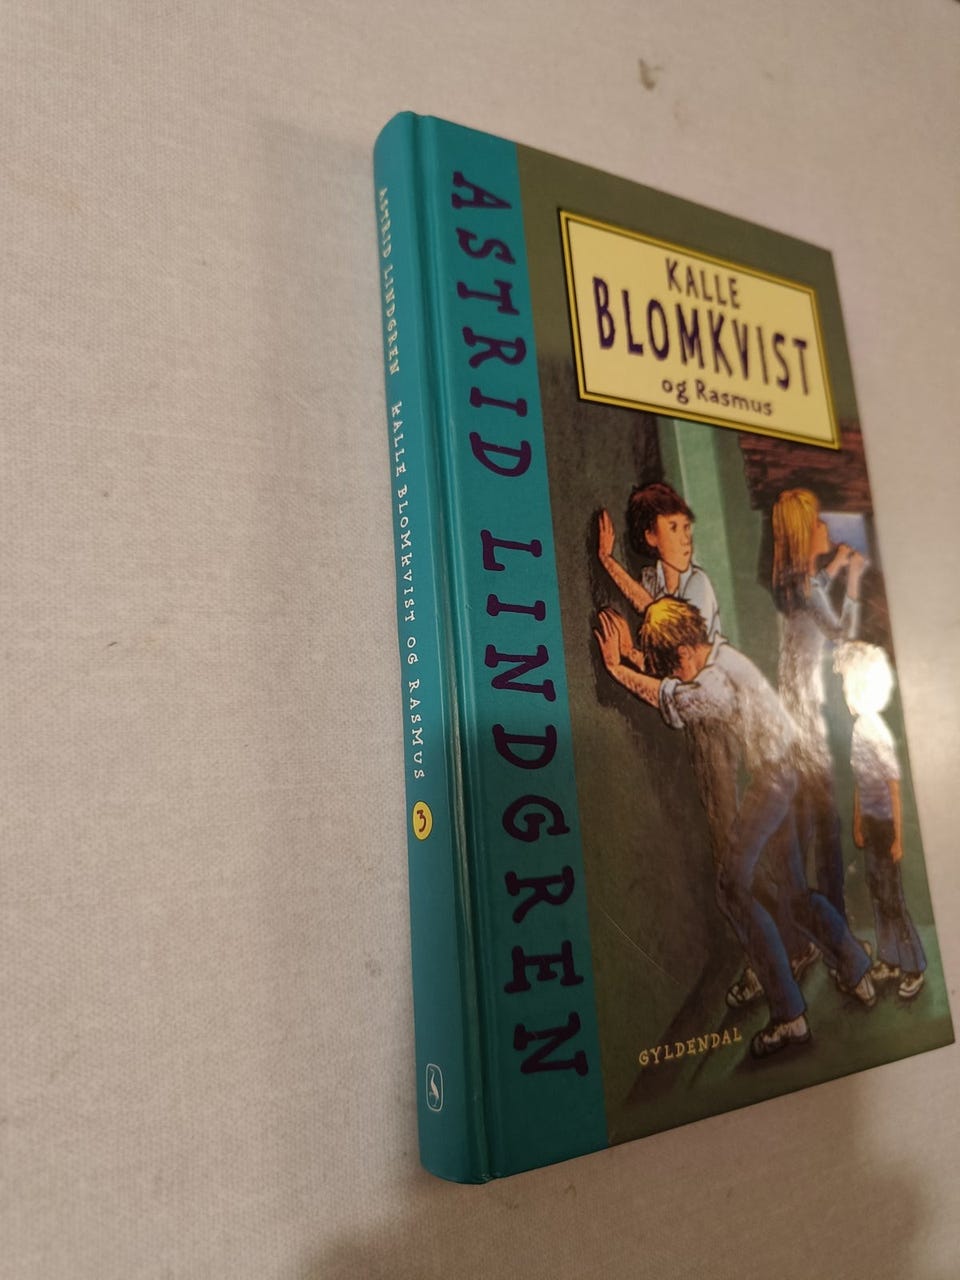 ASTRID LINDGREN KALLE BLOMKVIST OG RASMUS 3
ASTRID LINDGREN
KALLE
BLOMKVIST
og Rasmus
GYLDENDAL